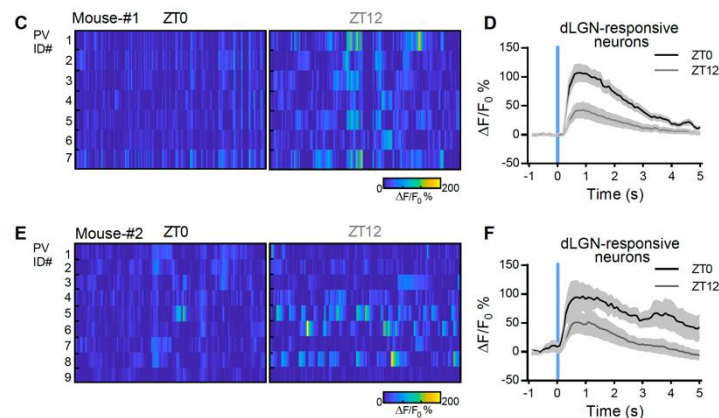 C
Mouse-#1
ZT0
ZT12
PV
ID#
1
2
3
4
5
6
7
0
200
ΔF/F0 %
D
dLGN-responsive
neurons
ZT0
ZT12
150
100
50
0
-50
ΔF/F0 %
-1 0 1 2 3 4 5
Time (s)
E
Mouse-#2
ZT0
ZT12
PV
ID#
1
2
3
4
5
6
7
8
9
0
200
ΔF/F0 %
F
dLGN-responsive
neurons
ZT0
ZT12
150
100
50
0
-50
ΔF/F0 %
-1 0 1 2 3 4 5
Time (s)